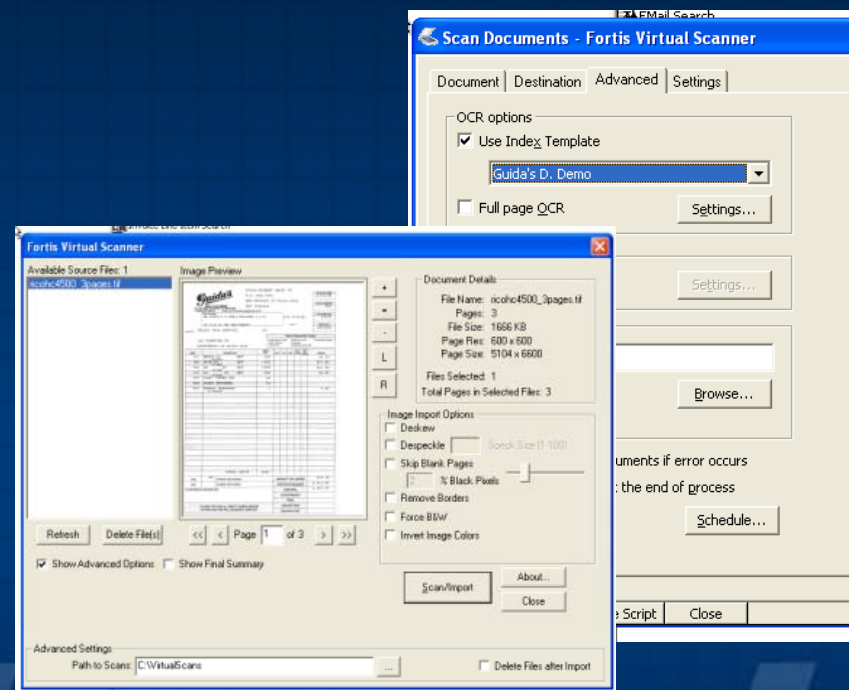 EMail Search
Scan Documents - Fortis Virtual Scanner
Document Destination Advanced Settings
OCR options
Use Index Template
Guida's D. Demo
Full page OCR
Settings...
Settings...
Browse...
uments if error occurs
the end of process
Schedule...
Script
Close
Invoice Line Item Search
Fortis Virtual Scanner
Available Source Files: 1
ricohc4500_3pages.tif
Image Preview
Guida's
+
-
L
R
Document Details
File Name: ricohc4500_3pages.tif
Pages: 3
File Size: 1666 KB
Page Res: 600 x 600
Page Size: 5104 x 6600
Files Selected: 1
Total Pages in Selected Files: 3
Image Import Options
Deskew
Despeckle Speck Size (1-100)
Skip Blank Pages
2 % Black Pixels
Remove Borders
Force B&W
Invert Image Colors
Refresh Delete File(s) << < Page 1 of 3 > >>
Show Advanced Options Show Final Summary
Scan/Import
About...
Close
Advanced Settings
Path to Scans: C:\VirtualScans ... Delete Files after Import